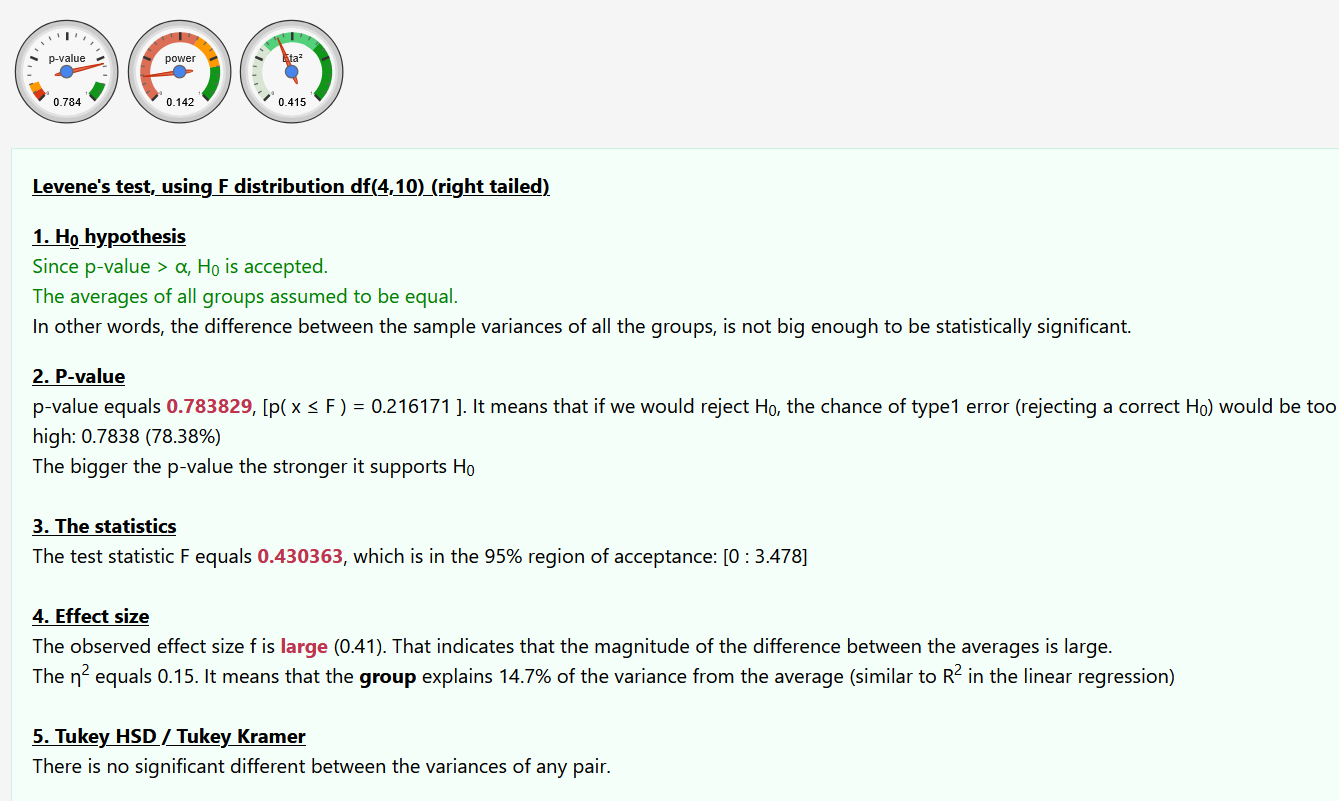 p-value
0.784
power
0.142
Eta²
0.415
Levene's test, using F distribution df(4,10) (right tailed)
1. H₀ hypothesis
Since p-value > α, H₀ is accepted.
The averages of all groups assumed to be equal.
In other words, the difference between the sample variances of all the groups, is not big enough to be statistically significant.
2. P-value
p-value equals 0.783829, [p( x ≤ F ) = 0.216171 ]. It means that if we would reject H₀, the chance of type1 error (rejecting a correct H₀) would be too
high: 0.7838 (78.38%)
The bigger the p-value the stronger it supports H₀
3. The statistics
The test statistic F equals 0.430363, which is in the 95% region of acceptance: [0 : 3.478]
4. Effect size
The observed effect size f is large (0.41). That indicates that the magnitude of the difference between the averages is large.
The η² equals 0.15. It means that the group explains 14.7% of the variance from the average (similar to R² in the linear regression)
5. Tukey HSD / Tukey Kramer
There is no significant different between the variances of any pair.